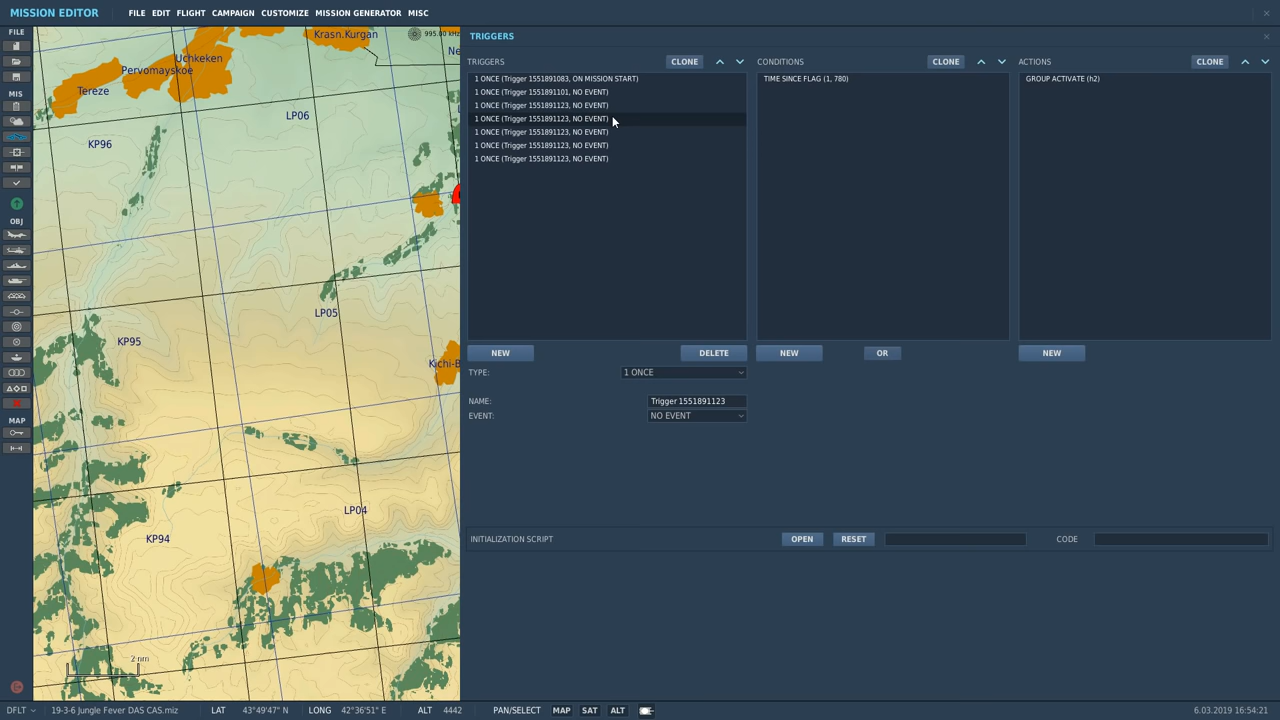 MISSION EDITOR
FILE EDIT FLIGHT CAMPAIGN CUSTOMIZE MISSION GENERATOR MISC
FILE
MIS
OBJ
MAP
Krasn.Kurgan
995.00 kHz
Ne
Uchkeken
Pervomayskoe
Tereze
LP06
KP96
LP05
KP95
Kichi-B
LP04
KP94
2 nm
TRIGGERS
TRIGGERS CLONE
1 ONCE (Trigger 1551891083, ON MISSION START)
1 ONCE (Trigger 1551891101, NO EVENT)
1 ONCE (Trigger 1551891123, NO EVENT)
1 ONCE (Trigger 1551891123, NO EVENT)
1 ONCE (Trigger 1551891123, NO EVENT)
1 ONCE (Trigger 1551891123, NO EVENT)
1 ONCE (Trigger 1551891123, NO EVENT)
NEW DELETE
CONDITIONS CLONE
TIME SINCE FLAG (1, 780)
NEW OR
ACTIONS CLONE
GROUP ACTIVATE (h2)
NEW
TYPE: 1 ONCE
NAME: Trigger 1551891123
EVENT: NO EVENT
INITIALIZATION SCRIPT OPEN RESET CODE
DFLT 19-3-6 Jungle Fever DAS CAS.miz LAT 43°49'47" N LONG 42°36'51" E ALT 4442 PAN/SELECT MAP SAT ALT 6.03.2019 16:54:21